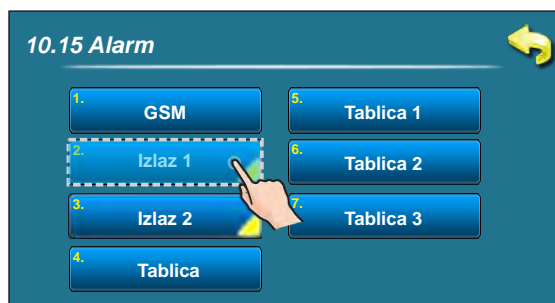 10.15 Alarm
1. GSM
2. Izlaz 1
3. Izlaz 2
4. Tablica
5. Tablica 1
6. Tablica 2
7. Tablica 3